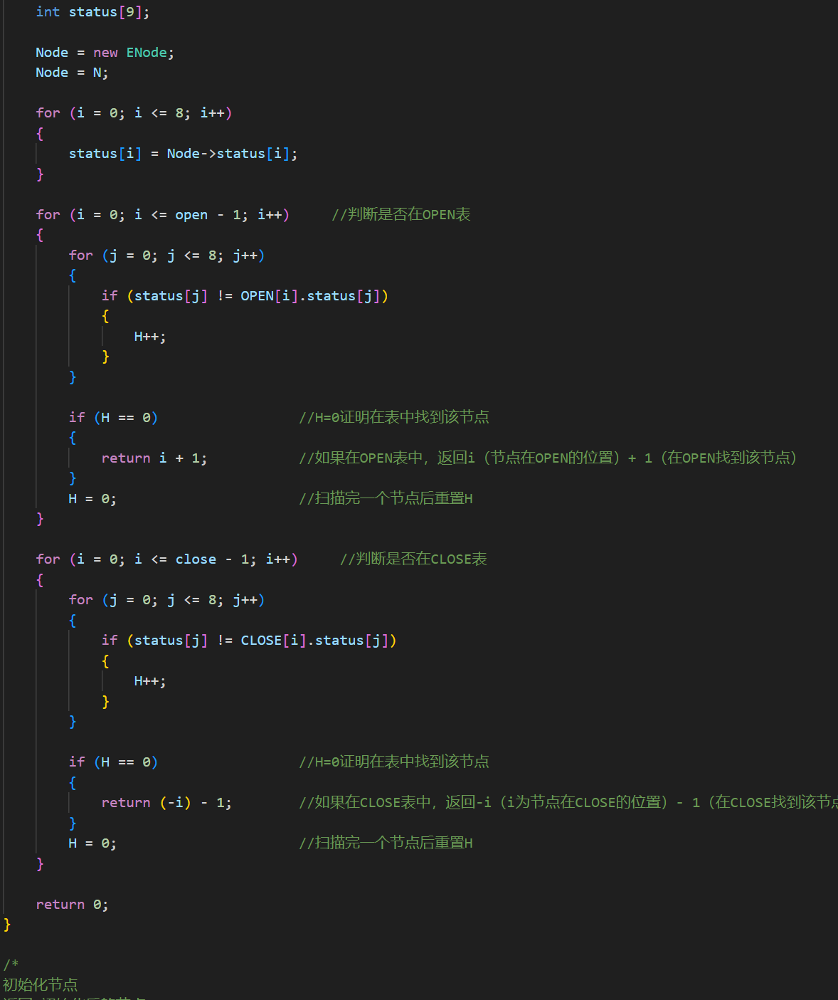 int status[9];
Node = new ENode;
Node = N;
for (i = 0; i <= 8; i++)
{
status[i] = Node->status[i];
}
for (i = 0; i <= open - 1; i++) //判断是否在OPEN表
{
for (j = 0; j <= 8; j++)
{
if (status[j] != OPEN[i].status[j])
{
H++;
}
}
if (H == 0) //H=0证明在表中找到该节点
{
return i + 1; //如果在OPEN表中，返回i（节点在OPEN的位置）+ 1（在OPEN找到该节点）
}
H = 0; //扫描完一个节点后重置H
}
for (i = 0; i <= close - 1; i++) //判断是否在CLOSE表
{
for (j = 0; j <= 8; j++)
{
if (status[j] != CLOSE[i].status[j])
{
H++;
}
}
if (H == 0) //H=0证明在表中找到该节点
{
return (-i) - 1; //如果在CLOSE表中，返回-i（i为节点在CLOSE的位置）- 1（在CLOSE找到该节
}
H = 0; //扫描完一个节点后重置H
}
return 0;
}
/*
初始化节点